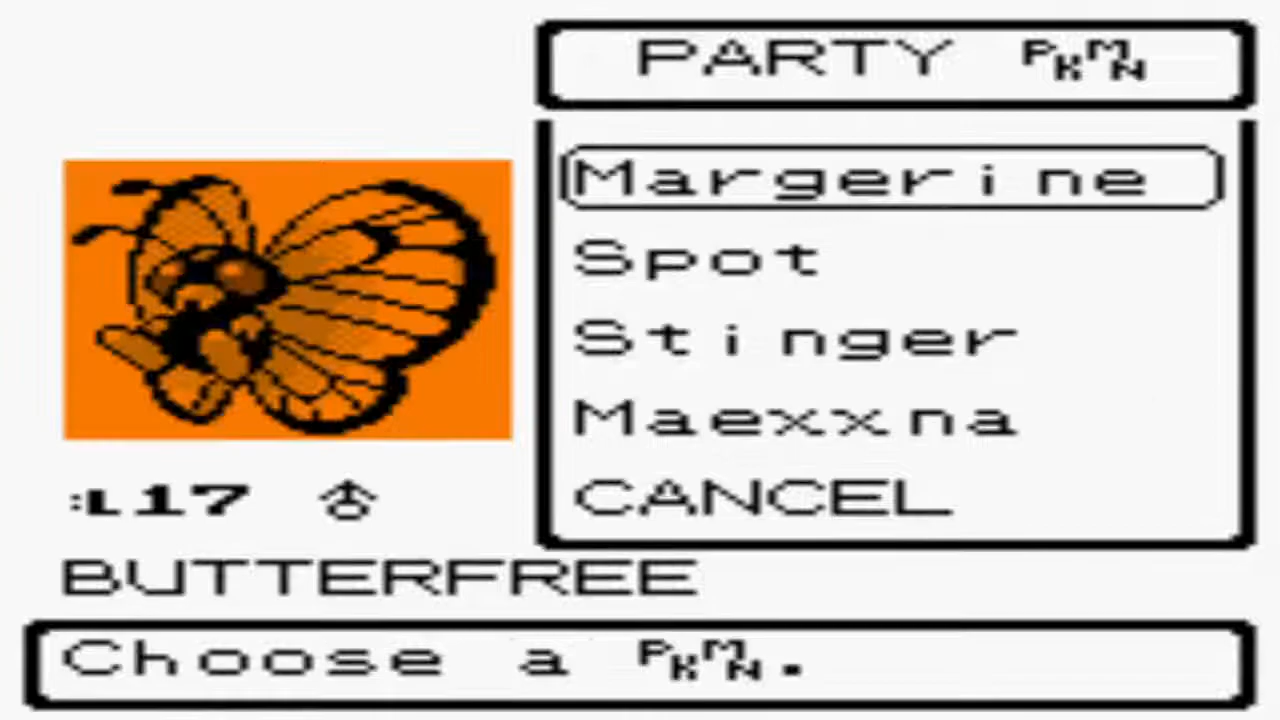 PARTY PKMN
Margerine
Spot
Stinger
Maexxna
CANCEL
:L17 ♂
BUTTERFREE
Choose a PKMN.